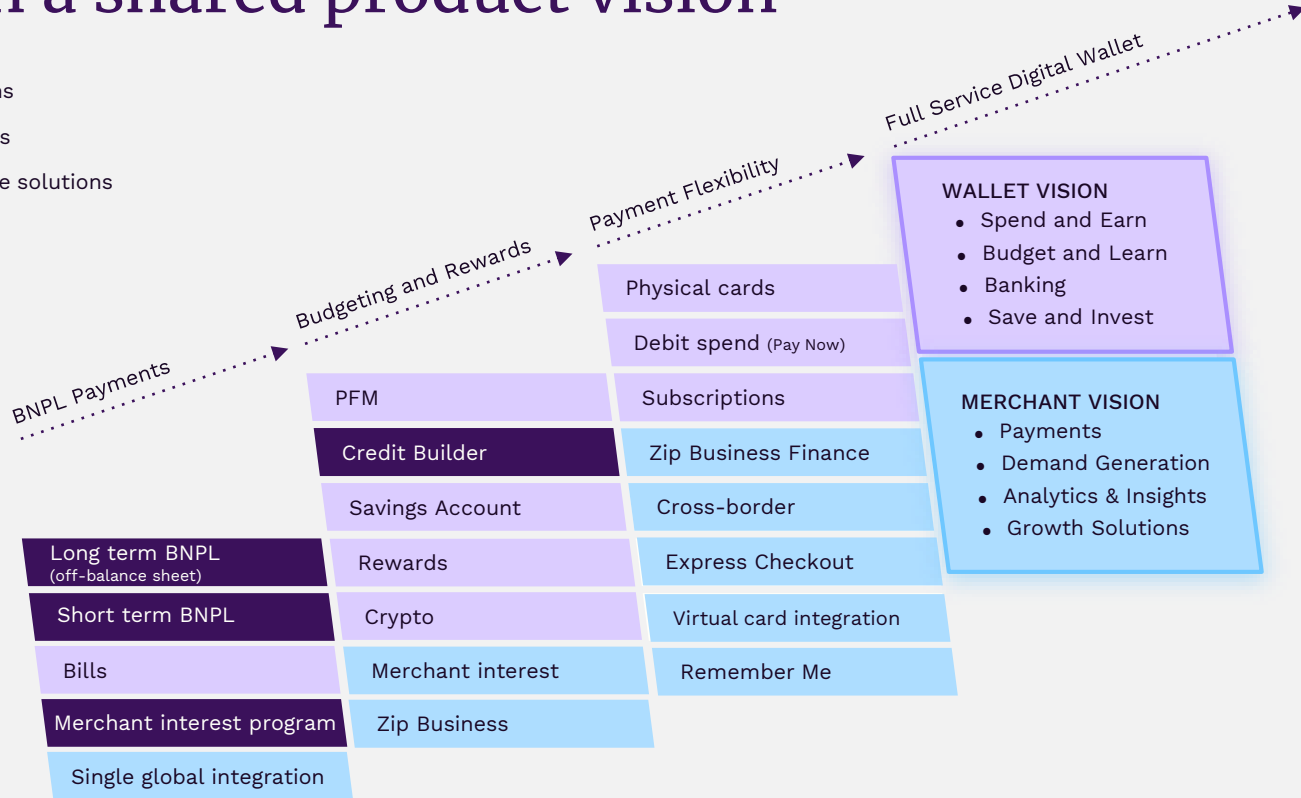 a shared product vision
s
e solutions
BNPL Payments
Budgeting and Rewards
Payment Flexibility
Full Service Digital Wallet
Long term BNPL
(off-balance sheet)
Short term BNPL
Bills
Merchant interest program
Single global integration
PFM
Credit Builder
Savings Account
Rewards
Crypto
Merchant interest
Zip Business
Physical cards
Debit spend (Pay Now)
Subscriptions
Zip Business Finance
Cross-border
Express Checkout
Virtual card integration
Remember Me
WALLET VISION
• Spend and Earn
• Budget and Learn
• Banking
• Save and Invest
MERCHANT VISION
• Payments
• Demand Generation
• Analytics & Insights
• Growth Solutions